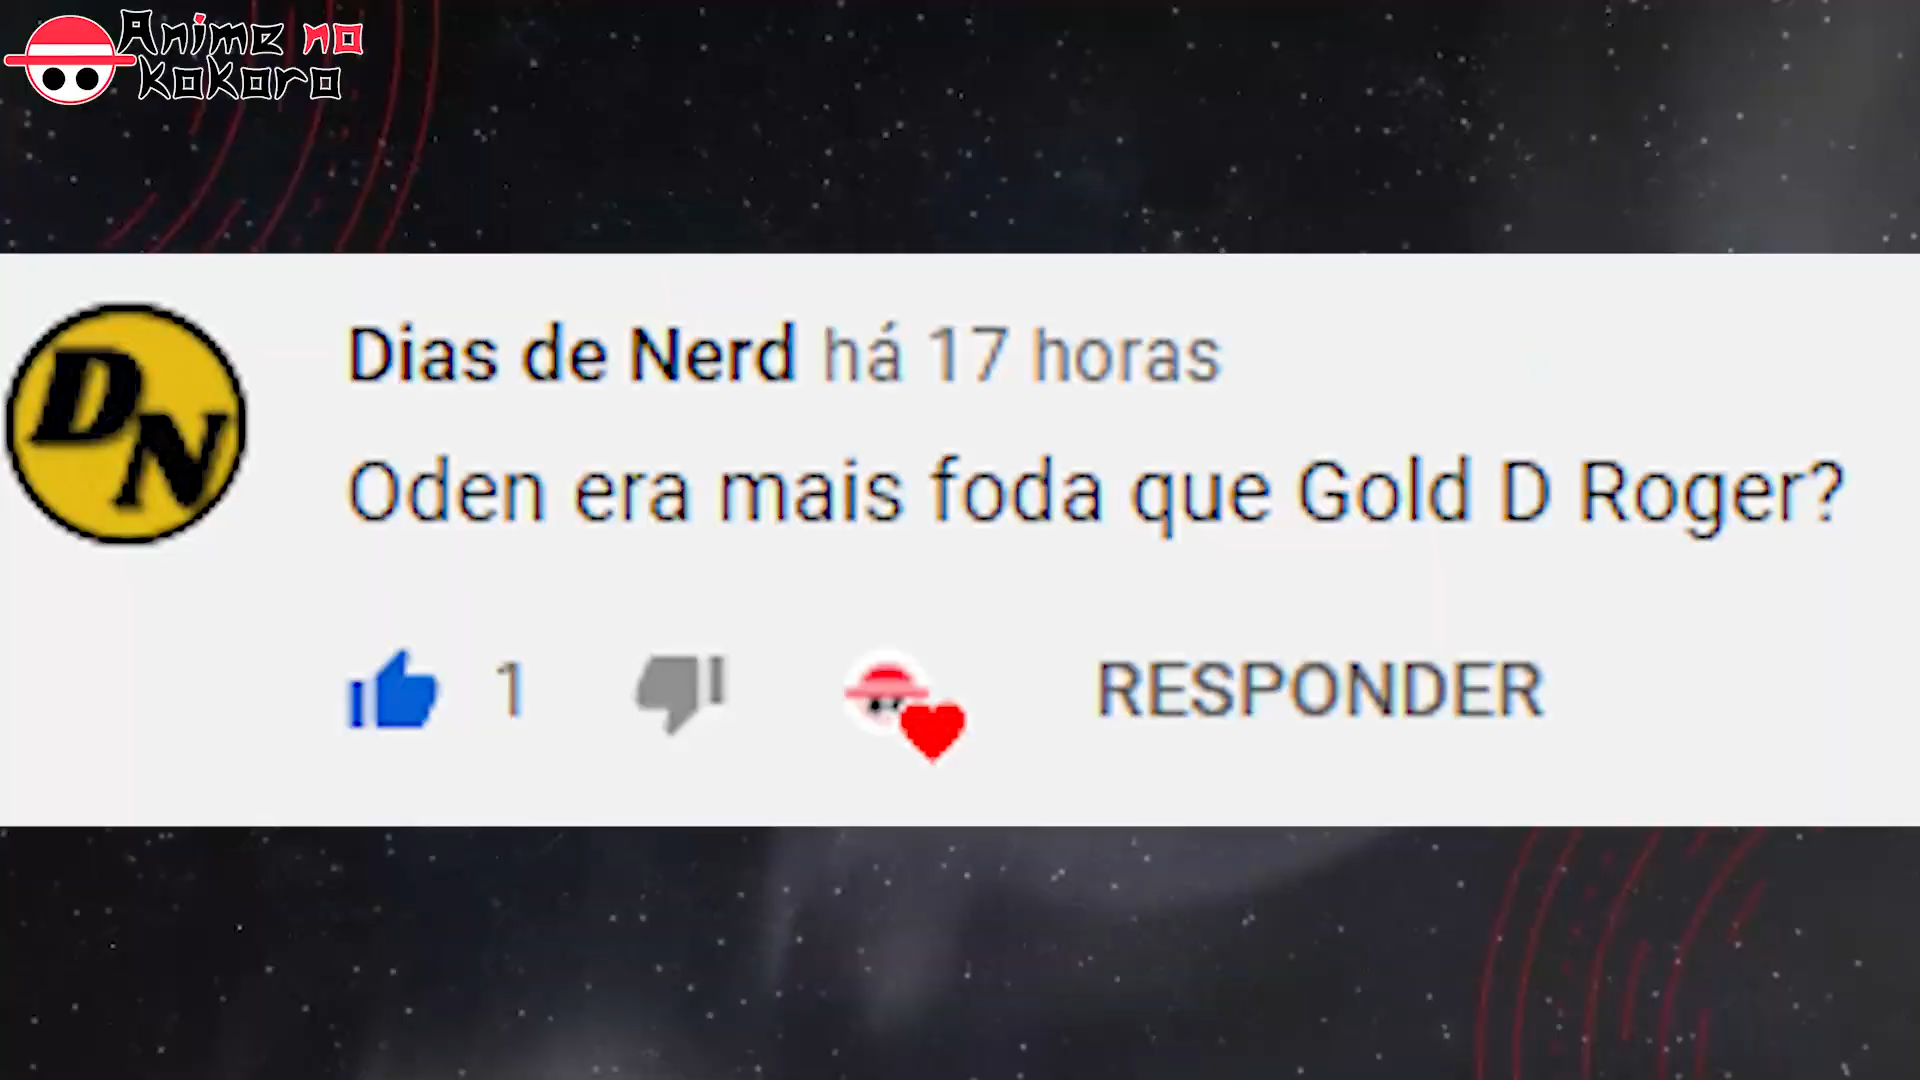 Anime no
kokoro
Dias de Nerd há 17 horas
DN
Oden era mais foda que Gold D Roger?
1
RESPONDER